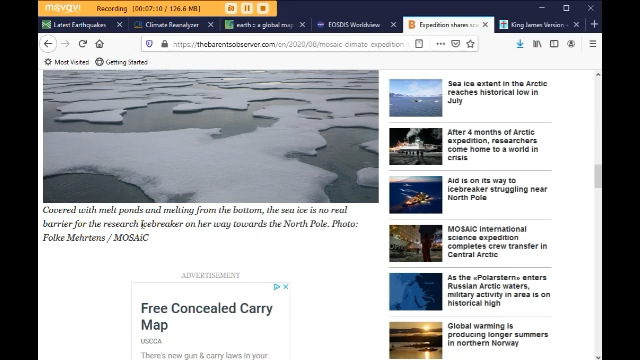 movavi
Recording (00:07:10 / 126.6 MB)
Latest Earthquakes
Climate Reanalyzer
earth :: a global map
EOSDIS Worldview
Expedition shares sc
King James Version -
https://thebarentsobserver.com/en/2020/08/mosaic-climate-expedition
Most Visited
Getting Started
Covered with melt ponds and melting from the bottom, the sea ice is no real
barrier for the research icebreaker on her way towards the North Pole. Photo:
Folke Mehrtens / MOSAiC
ADVERTISEMENT
Free Concealed Carry
Map
USCCA
There's new gun & carry laws in your
Sea ice extent in the Arctic
reaches historical low in
July
After 4 months of Arctic
expedition, researchers
come home to a world in
crisis
Aid is on its way to
icebreaker struggling near
North Pole
MOSAiC international
science expedition
completes crew transfer in
Central Arctic
As the «Polarstern» enters
Russian Arctic waters,
military activity in area is on
historical high
Global warming is
prolonging longer summers
in northern Norway